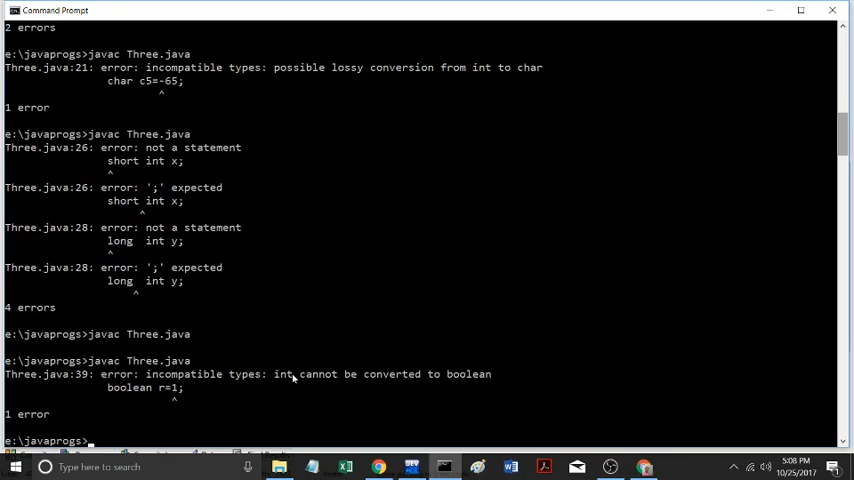 Command Prompt
2 errors
e:\javaprogs>javac Three.java
Three.java:21: error: incompatible types: possible lossy conversion from int to char
char c5=-65;
^
1 error
e:\javaprogs>javac Three.java
Three.java:26: error: not a statement
short int x;
^
Three.java:26: error: ';' expected
short int x;
^
Three.java:28: error: not a statement
long  int y;
^
Three.java:28: error: ';' expected
long  int y;
^
4 errors
e:\javaprogs>javac Three.java
e:\javaprogs>javac Three.java
Three.java:39: error: incompatible types: int cannot be converted to boolean
boolean r=1;
^
1 error
e:\javaprogs>
Type here to search
5:08 PM
10/25/2017